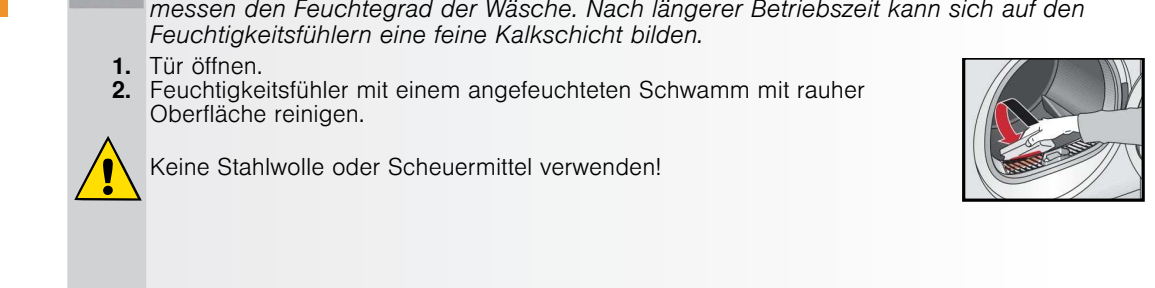 messen den Feuchtegrad der Wäsche. Nach längerer Betriebszeit kann sich auf den
Feuchtigkeitsfühlern eine feine Kalkschicht bilden.
1. Tür öffnen.
2. Feuchtigkeitsfühler mit einem angefeuchteten Schwamm mit rauher
Oberfläche reinigen.
Keine Stahlwolle oder Scheuermittel verwenden!